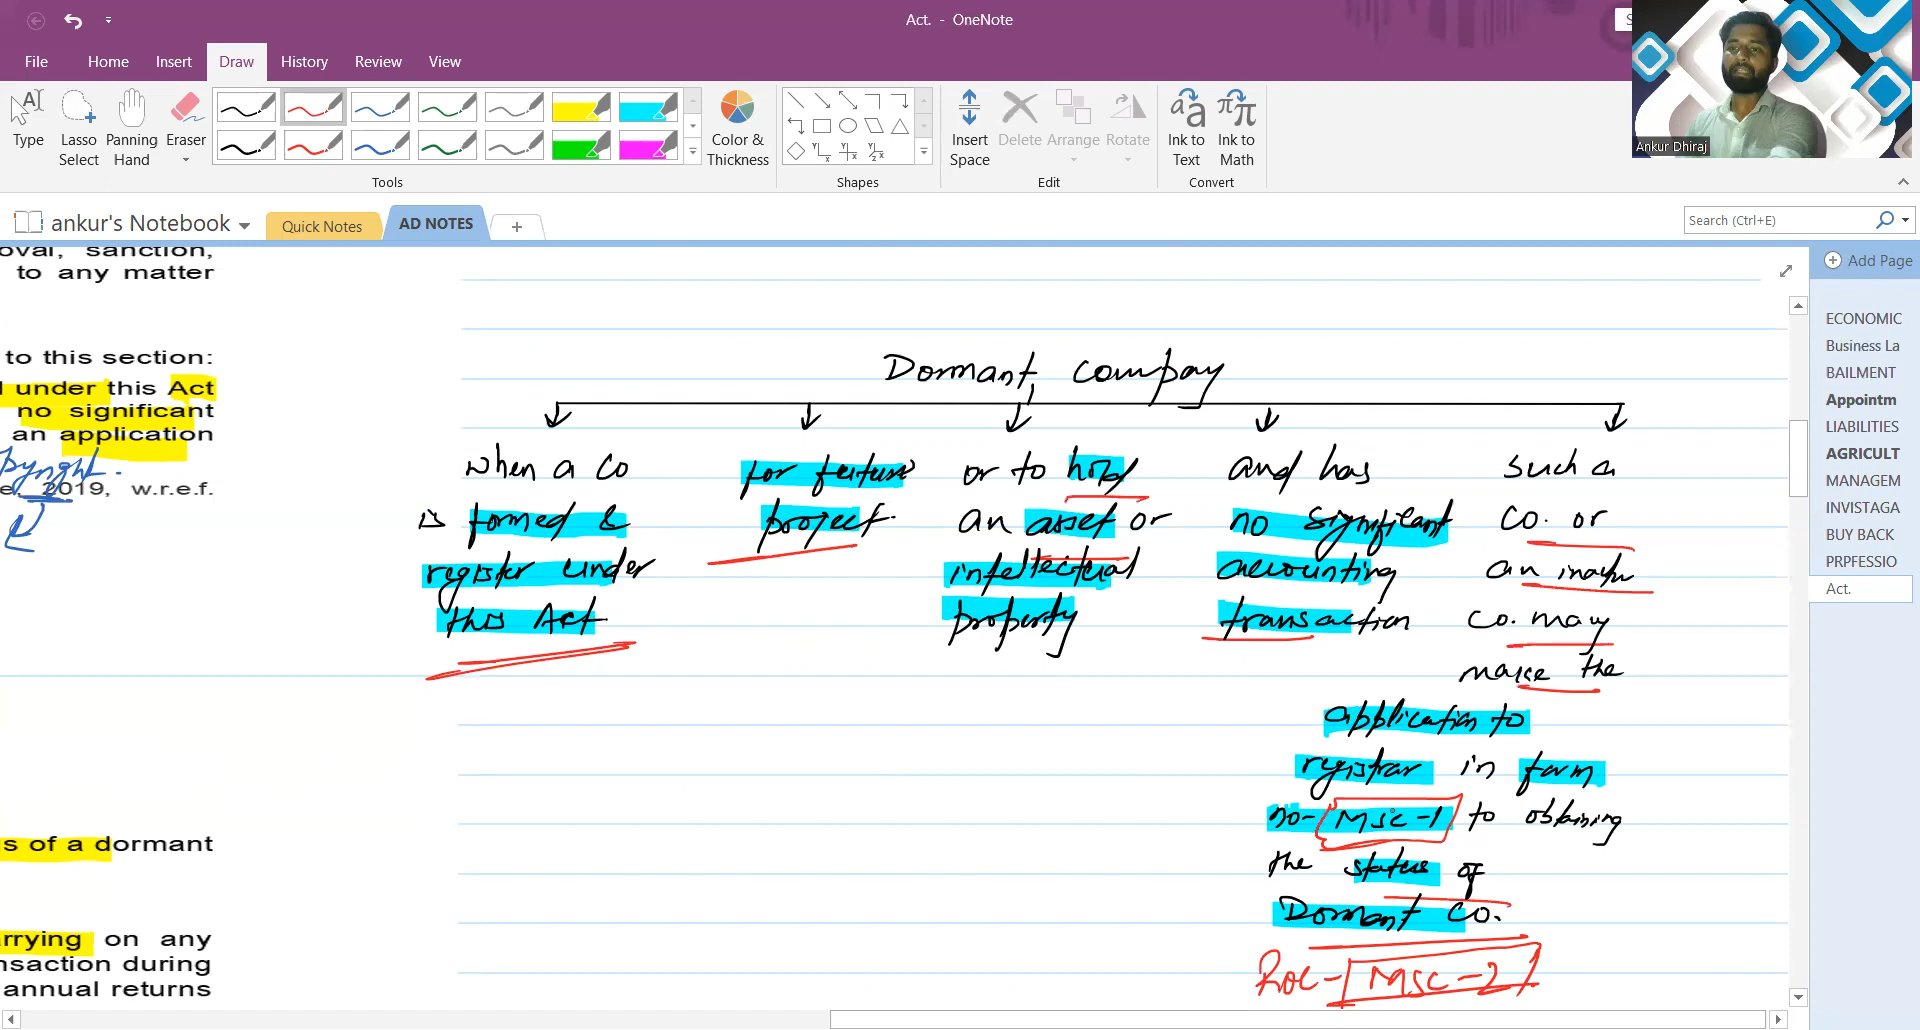 Act. - OneNote
S
File Home Insert Draw History Review View
Type
Lasso Select
Panning Hand
Eraser
Color & Thickness
Insert Space
Delete
Arrange
Rotate
Ink to Text
Ink to Math
Tools
Shapes
Edit
Convert
Ankur Dhiraj
ankur's Notebook
Quick Notes
AD NOTES
Search (Ctrl+E)
Add Page
ECONOMIC
Business La
BAILMENT
Appointm
LIABILITIES
AGRICULT
MANAGEM
INVISTAGA
BUY BACK
PRPFESSIO
Act.
oval, sanction,
to any matter
to this section:
d under this Act
no significant
an application
pyright.
e, 2019, w.r.e.f.
is of a dormant
arrying on any
nsaction during
annual returns
Dormant company
when a Co
is formed &
register under
this Act
for future
project.
or to hold
an asset or
intellectual
property
and has
no significant
accounting
transaction
such a
co. or
an inactive
co. may
make the
application to
registrar in form
no- MSC-1 to obtaining
the status of
Dormant Co.
ROC- MSC-2